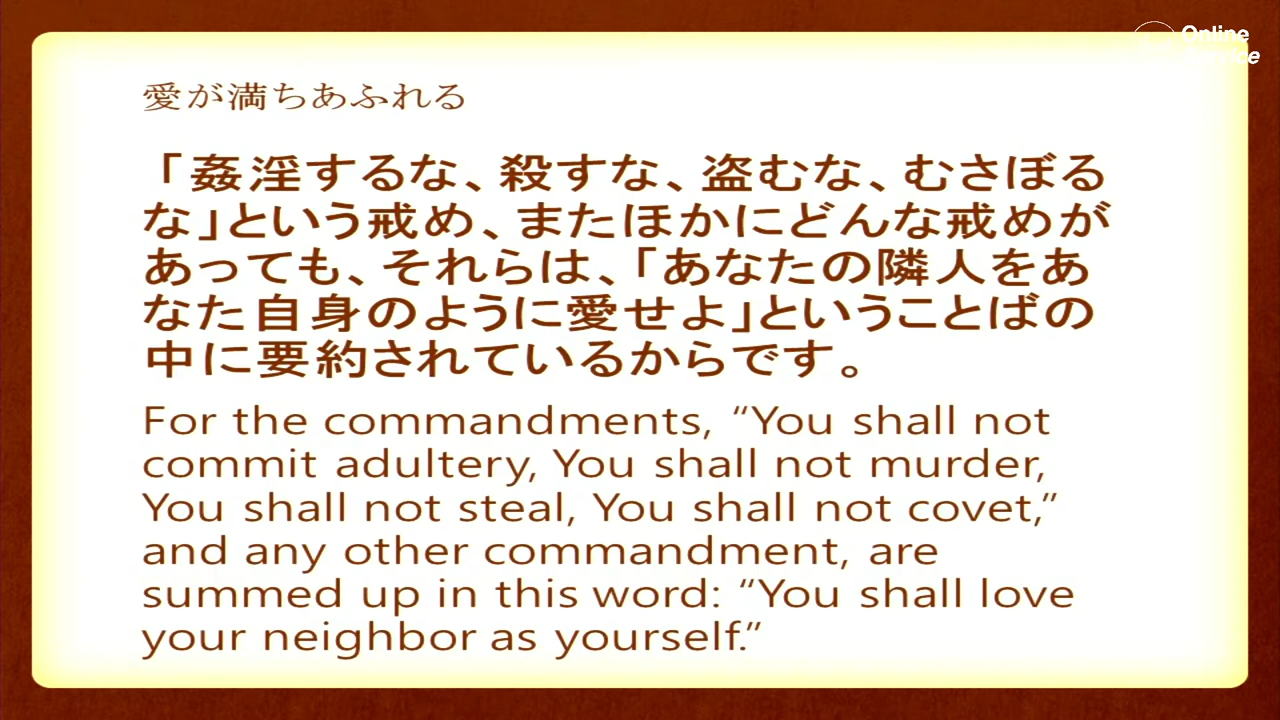 Online
Service
愛が満ちあふれる
「姦淫するな、殺すな、盗むな、むさぼる
な」という戒め、またほかにどんな戒めが
あっても、それらは、「あなたの隣人をあ
なた自身のように愛せよ」ということばの
中に要約されているからです。
For the commandments, “You shall not
commit adultery, You shall not murder,
You shall not steal, You shall not covet,”
and any other commandment, are
summed up in this word: “You shall love
your neighbor as yourself.”